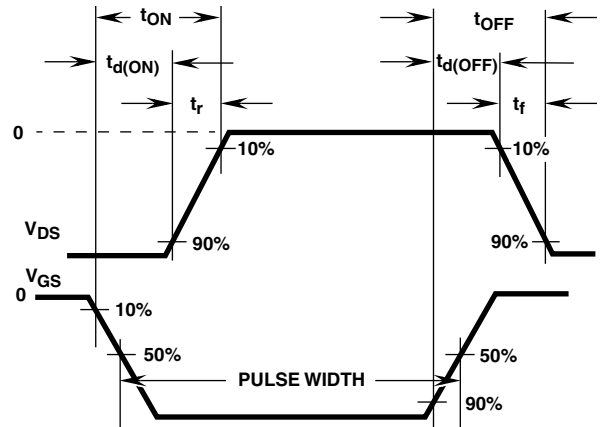 tON
tOFF
td(ON)
td(OFF)
tr
tf
0
10%
10%
VDS
90%
90%
VGS
0
10%
50%
50%
PULSE WIDTH
90%